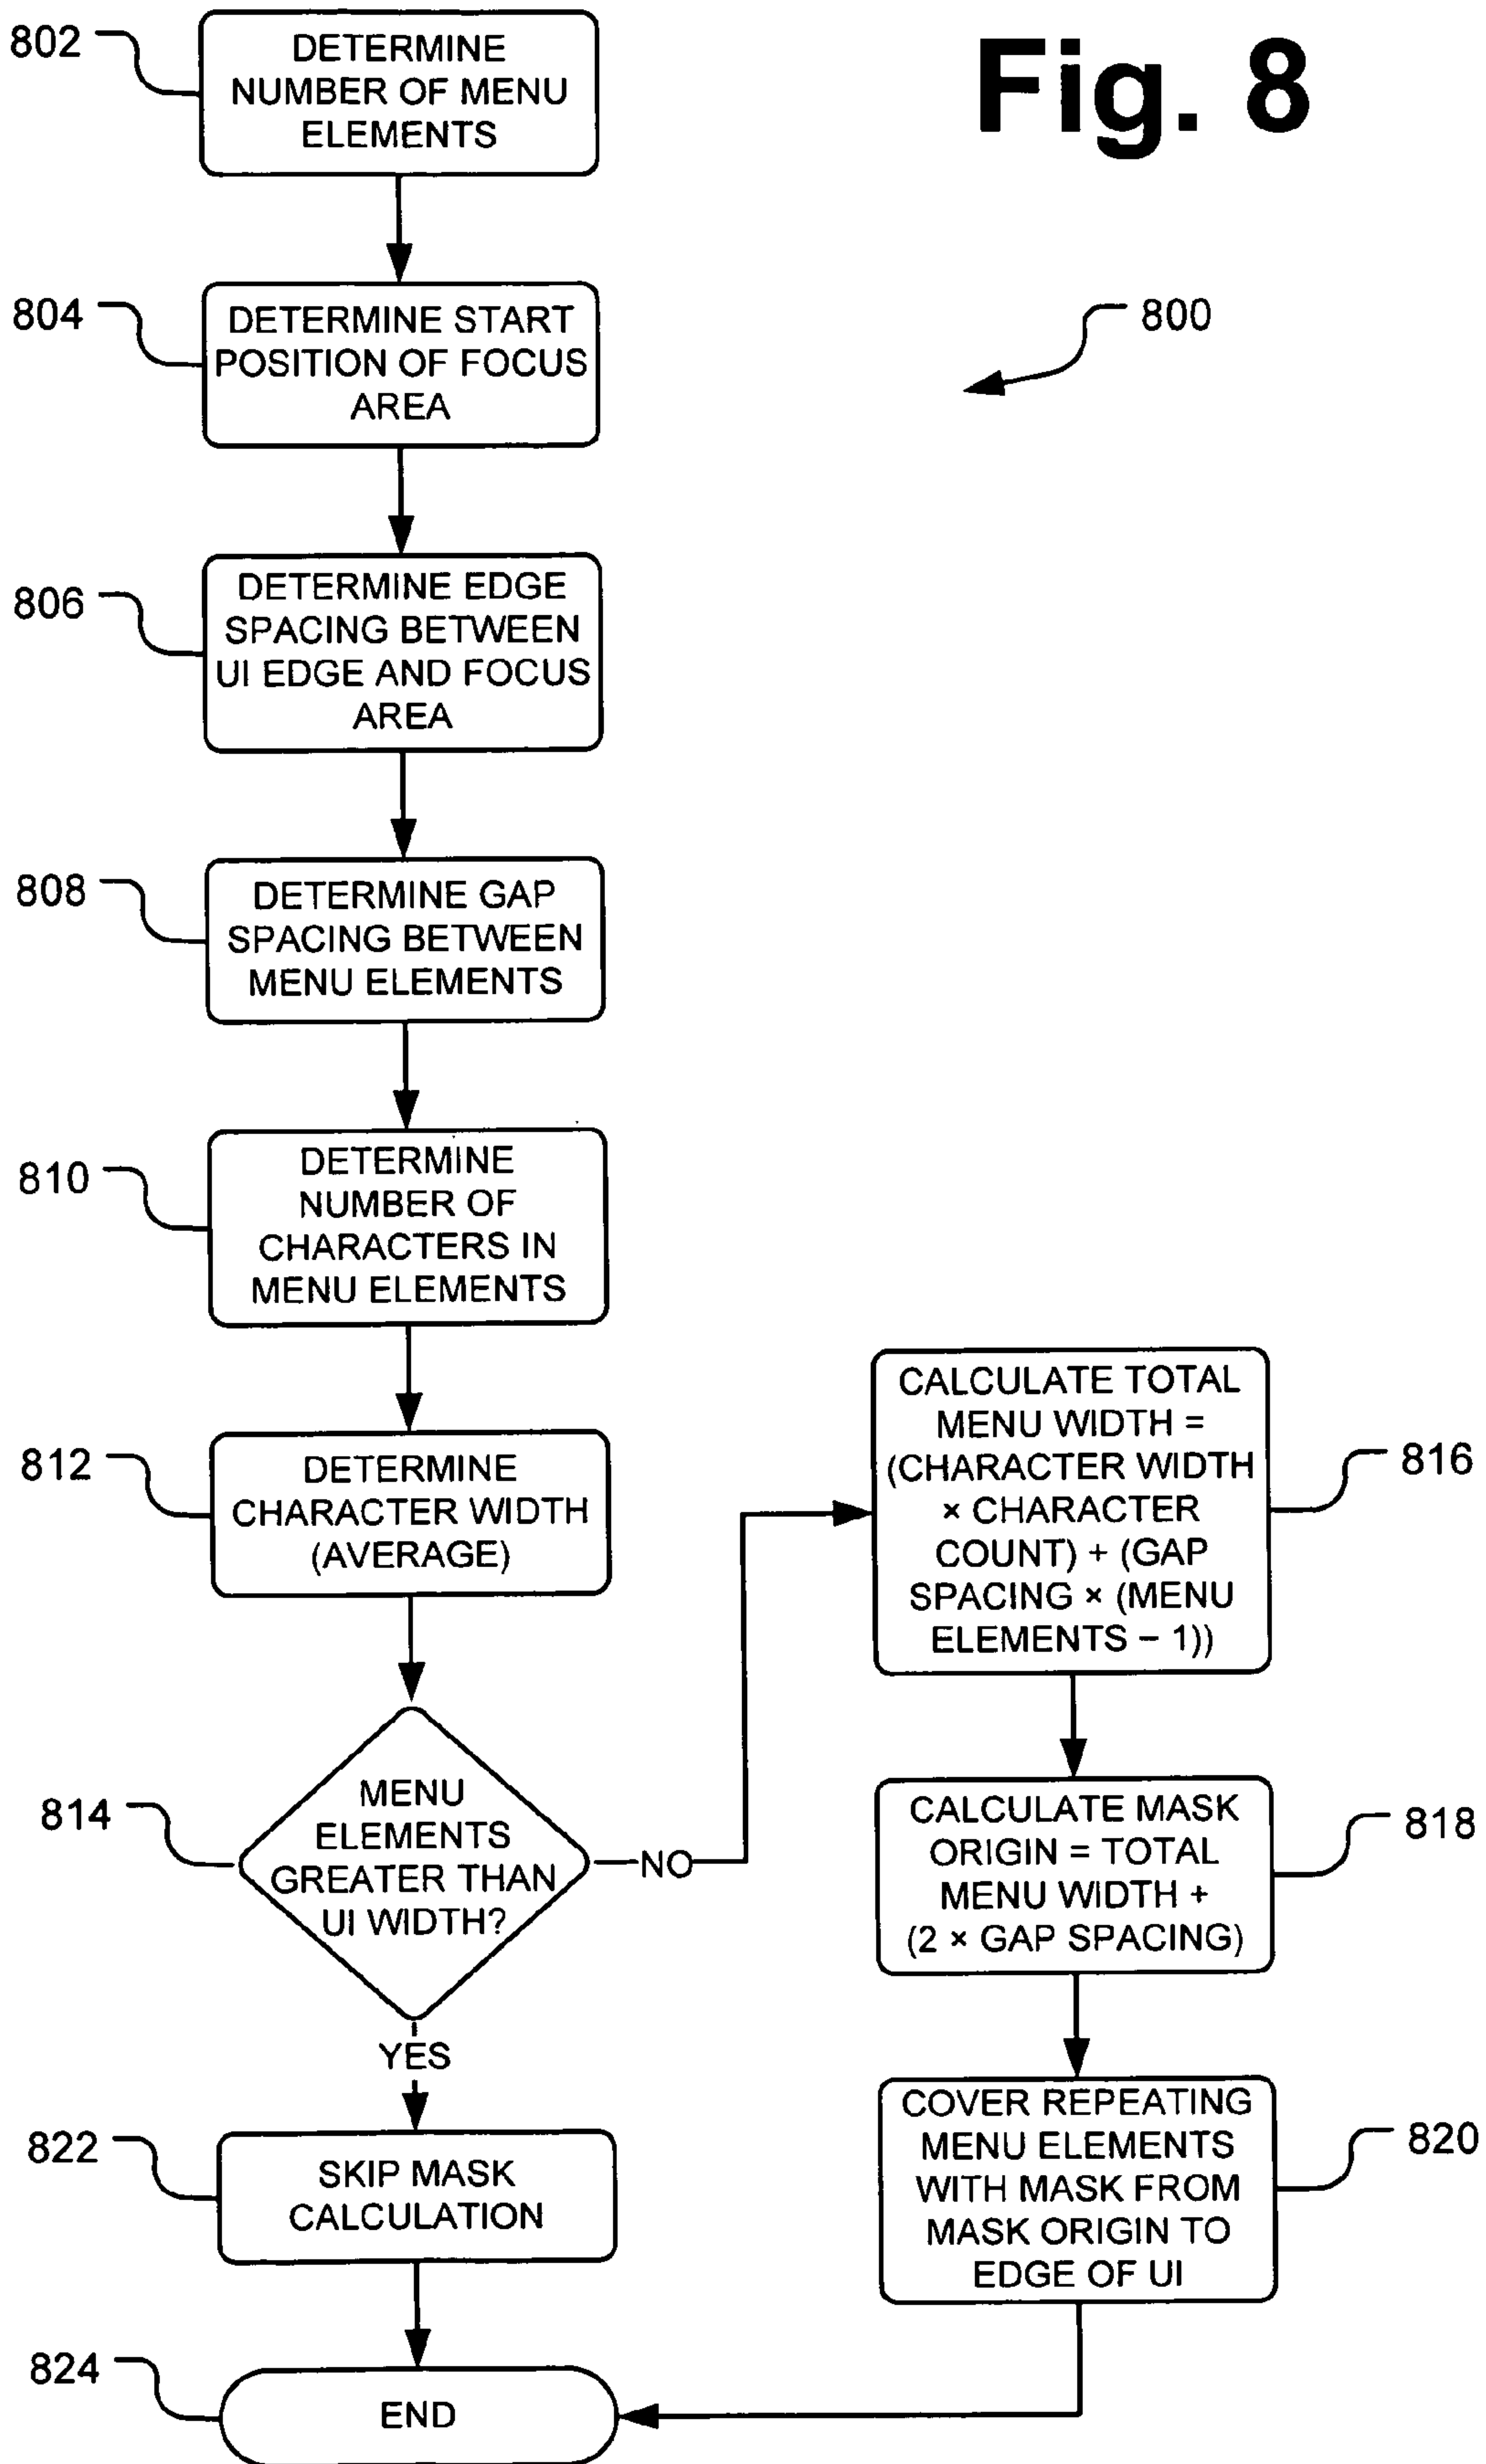 Fig. 8
800
802
DETERMINE
NUMBER OF MENU
ELEMENTS
804
DETERMINE START
POSITION OF FOCUS
AREA
806
DETERMINE EDGE
SPACING BETWEEN
UI EDGE AND FOCUS
AREA
808
DETERMINE GAP
SPACING BETWEEN
MENU ELEMENTS
810
DETERMINE
NUMBER OF
CHARACTERS IN
MENU ELEMENTS
812
DETERMINE
CHARACTER WIDTH
(AVERAGE)
814
MENU
ELEMENTS
GREATER THAN
UI WIDTH?
NO
YES
816
CALCULATE TOTAL
MENU WIDTH =
(CHARACTER WIDTH
× CHARACTER
COUNT) + (GAP
SPACING × (MENU
ELEMENTS – 1))
818
CALCULATE MASK
ORIGIN = TOTAL
MENU WIDTH +
(2 × GAP SPACING)
820
COVER REPEATING
MENU ELEMENTS
WITH MASK FROM
MASK ORIGIN TO
EDGE OF UI
822
SKIP MASK
CALCULATION
824
END